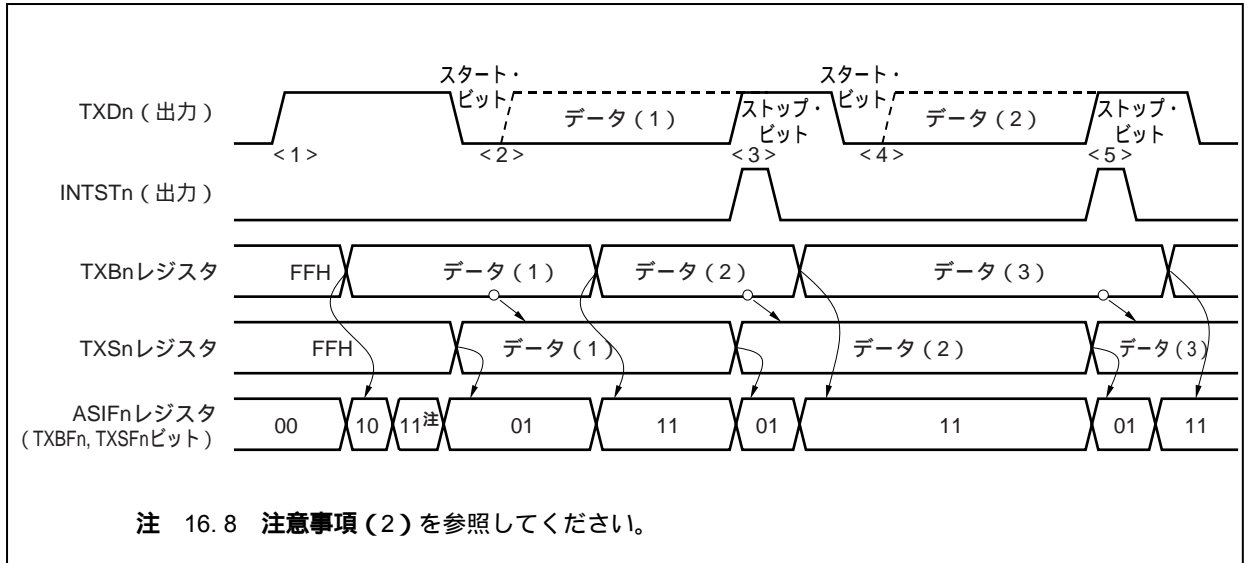 スタート・
ビット
スタート・
ビット
TXDn（出力）
データ（1）
ストップ・
ビット
データ（2）
ストップ・
ビット
<1>
<2>
<3>
<4>
<5>
INTSTn（出力）
TXBnレジスタ
FFH
データ（1）
データ（2）
データ（3）
TXSnレジスタ
FFH
データ（1）
データ（2）
データ（3）
ASIFnレジスタ
（TXBFn, TXSFnビット）
00
10
11注
01
11
01
11
01
11
注　16. 8　注意事項（2）を参照してください。